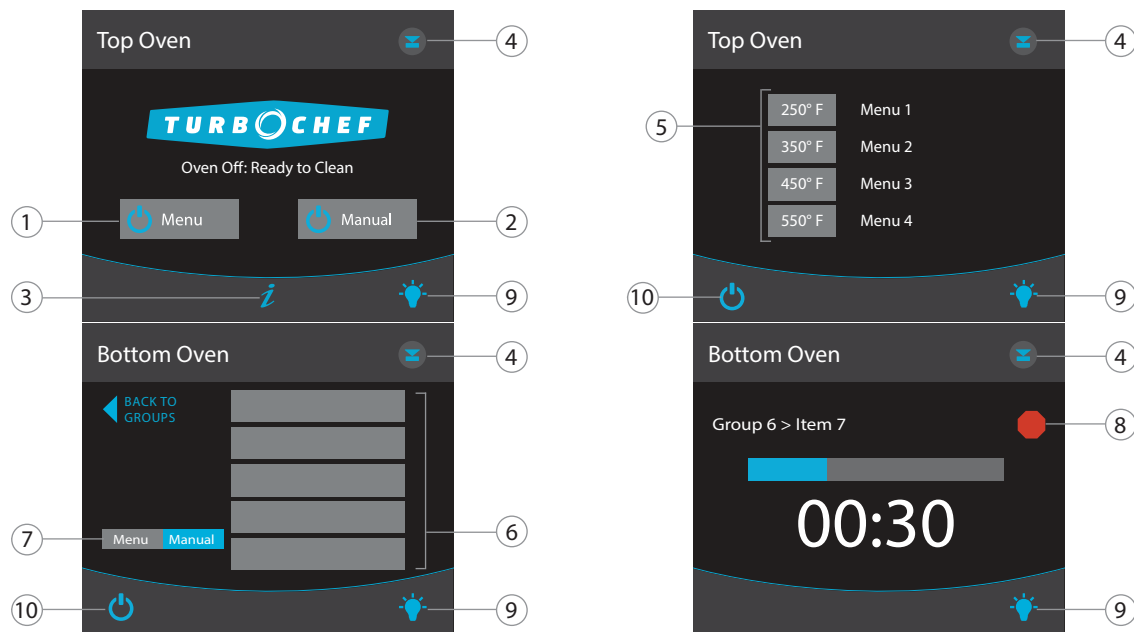 Top Oven
4
TURBOCHEF
Oven Off: Ready to Clean
1
Menu
Manual
2
3
i
9
Top Oven
4
5
250° F Menu 1
350° F Menu 2
450° F Menu 3
550° F Menu 4
10
9
Bottom Oven
4
BACK TO
GROUPS
7
Menu Manual
6
10
9
Bottom Oven
4
Group 6 > Item 7
8
00:30
9